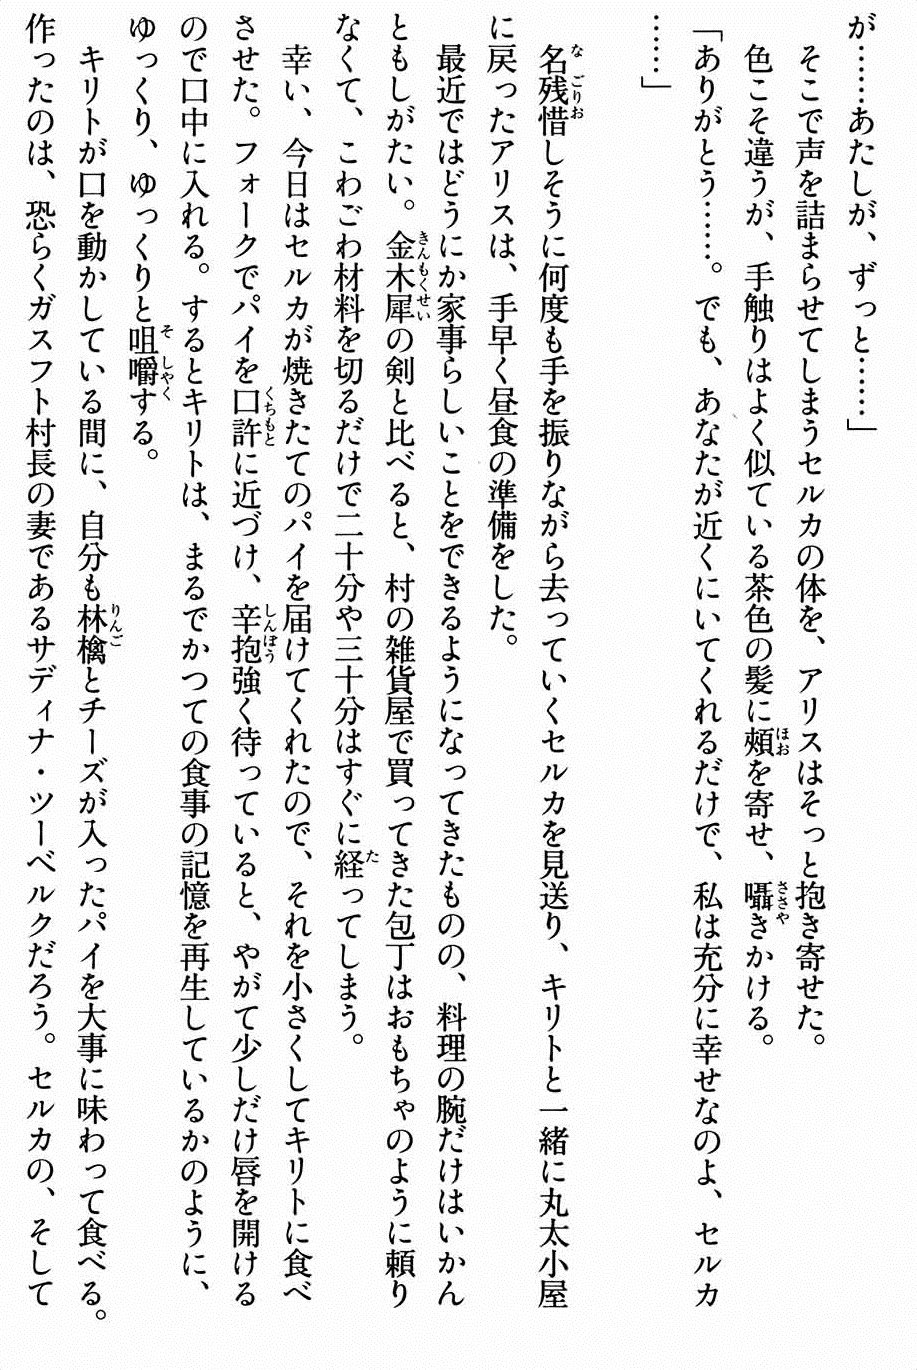 が……あたしが、ずっと……」
そこで声を詰まらせてしまうセルカの体を、アリスはそっと抱き寄せた。
色こそ違うが、手触りはよく似ている茶色の髪に頰を寄せ、囁きかける。
「ありがとう……。でも、あなたが近くにいてくれるだけで、私は充分に幸せなのよ、セルカ
……」
名残惜しそうに何度も手を振りながら去っていくセルカを見送り、キリトと一緒に丸太小屋
に戻ったアリスは、手早く昼食の準備をした。
最近ではどうにか家事らしいことをできるようになってきたものの、料理の腕だけはいかん
ともしがたい。金木犀の剣と比べると、村の雑貨屋で買ってきた包丁はおもちゃのように頼り
なくて、こわごわ材料を切るだけで二十分や三十分はすぐに経ってしまう。
幸い、今日はセルカが焼きたてのパイを届けてくれたので、それを小さくしてキリトに食べ
させた。フォークでパイを口許に近づけ、辛抱強く待っていると、やがて少しだけ唇を開ける
ので口中に入れる。するとキリトは、まるでかつての食事の記憶を再生しているかのように、
ゆっくり、ゆっくりと咀嚼する。
キリトが口を動かしている間に、自分も林檎とチーズが入ったパイを大事に味わって食べる。
作ったのは、恐らくガスフト村長の妻であるサディナ・ツーベルクだろう。セルカの、そして